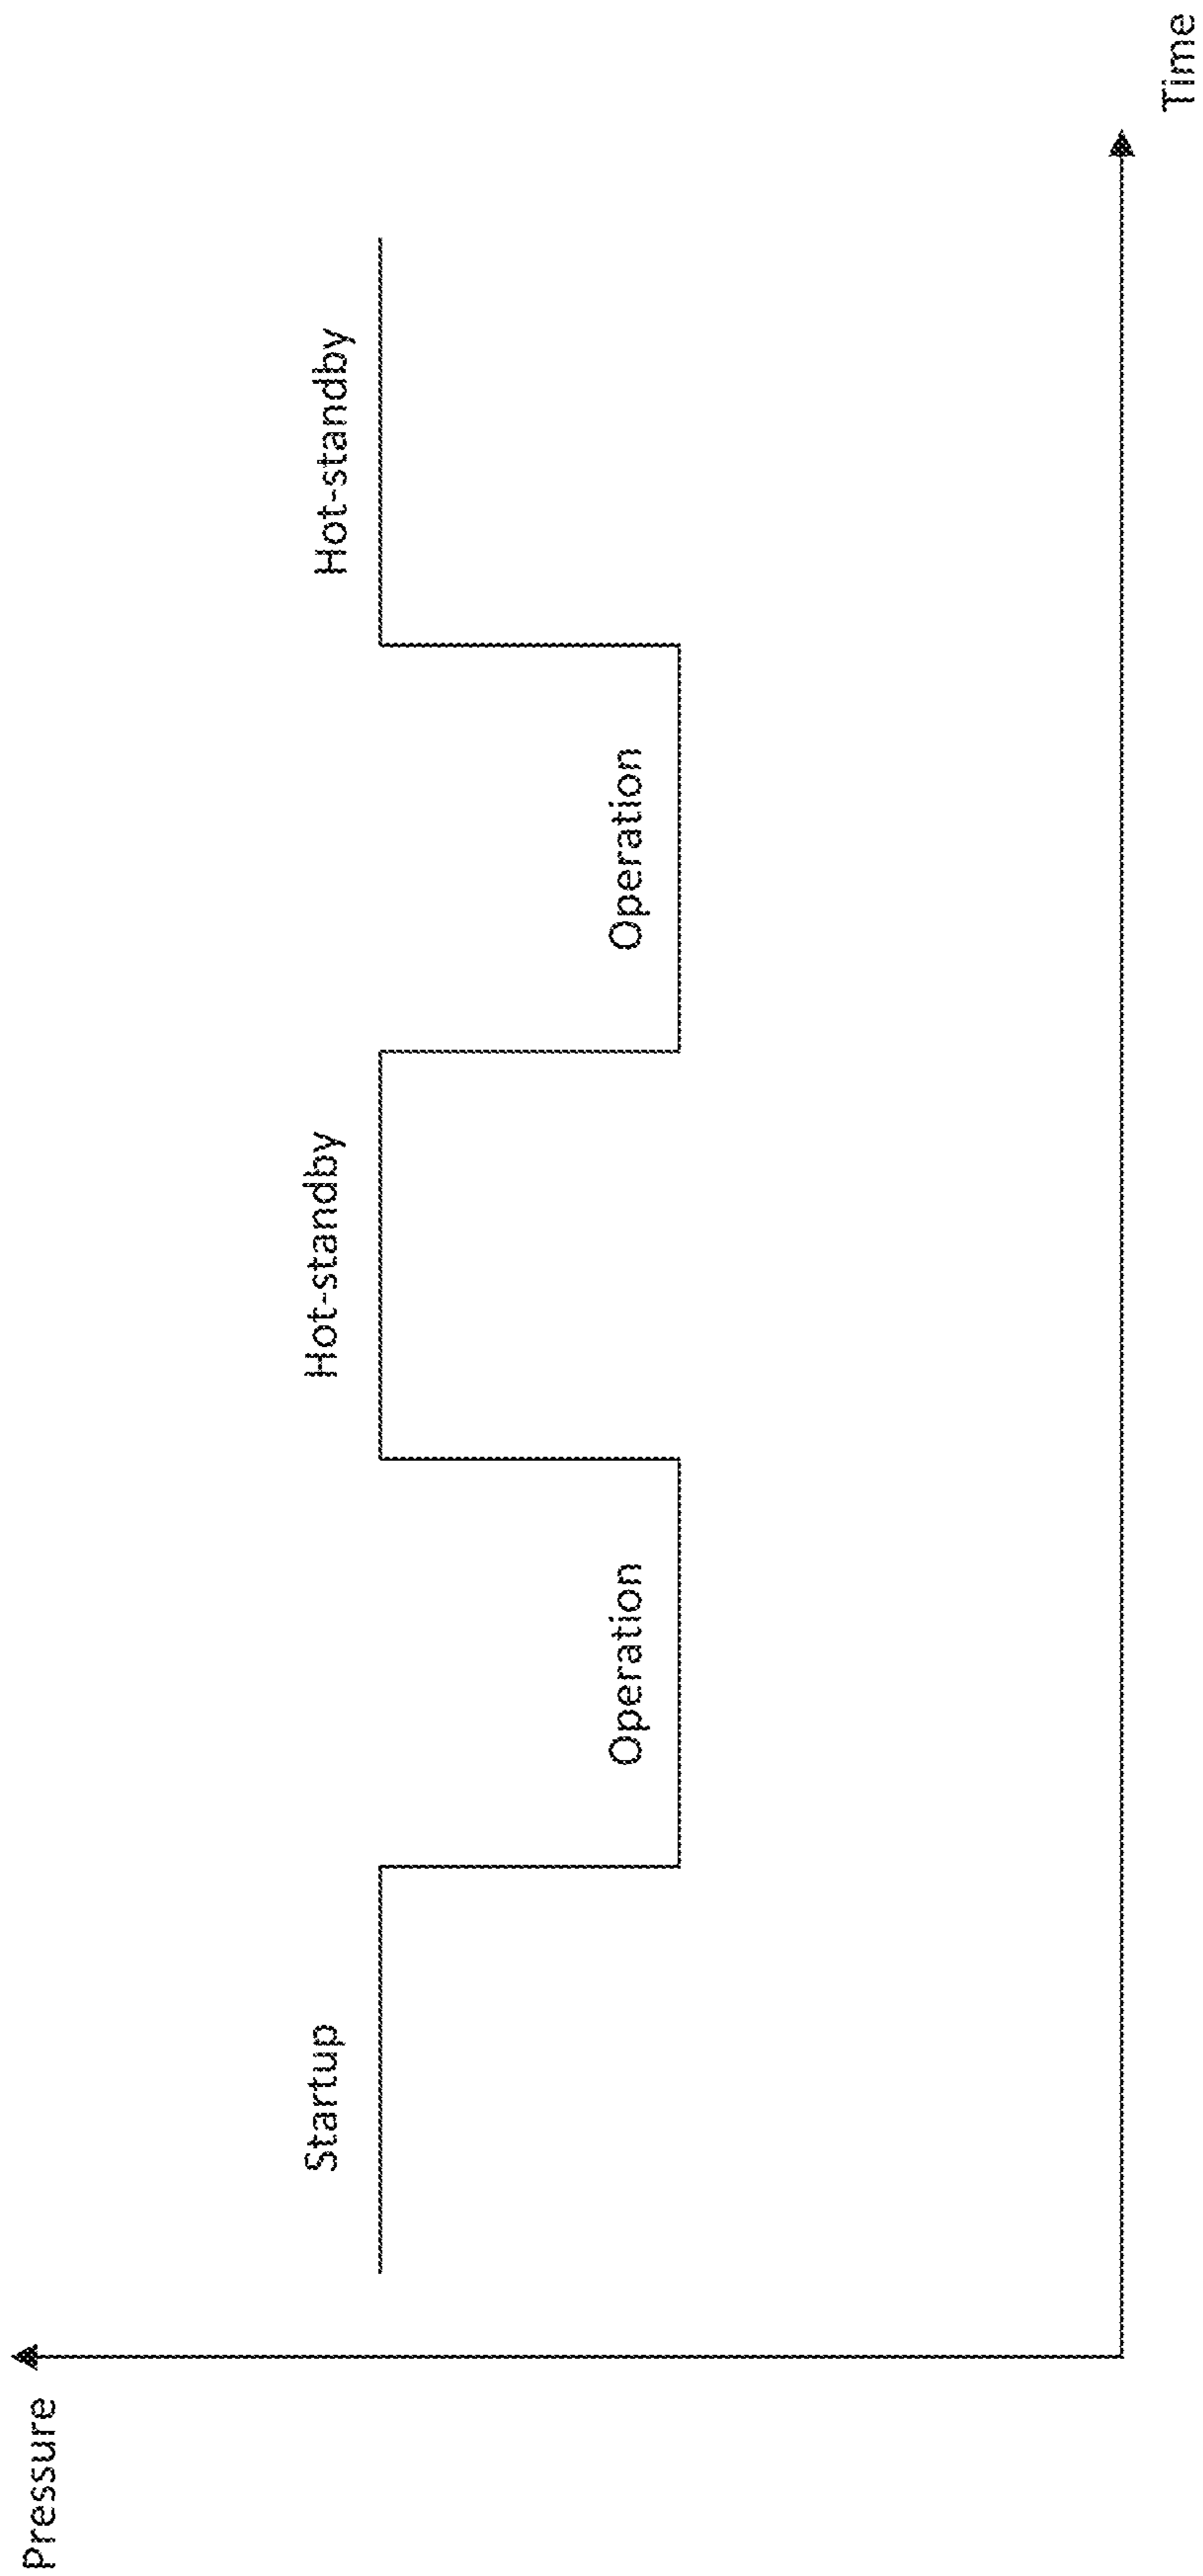 Pressure
Startup
Operation
Hot-standby
Operation
Hot-standby
Time